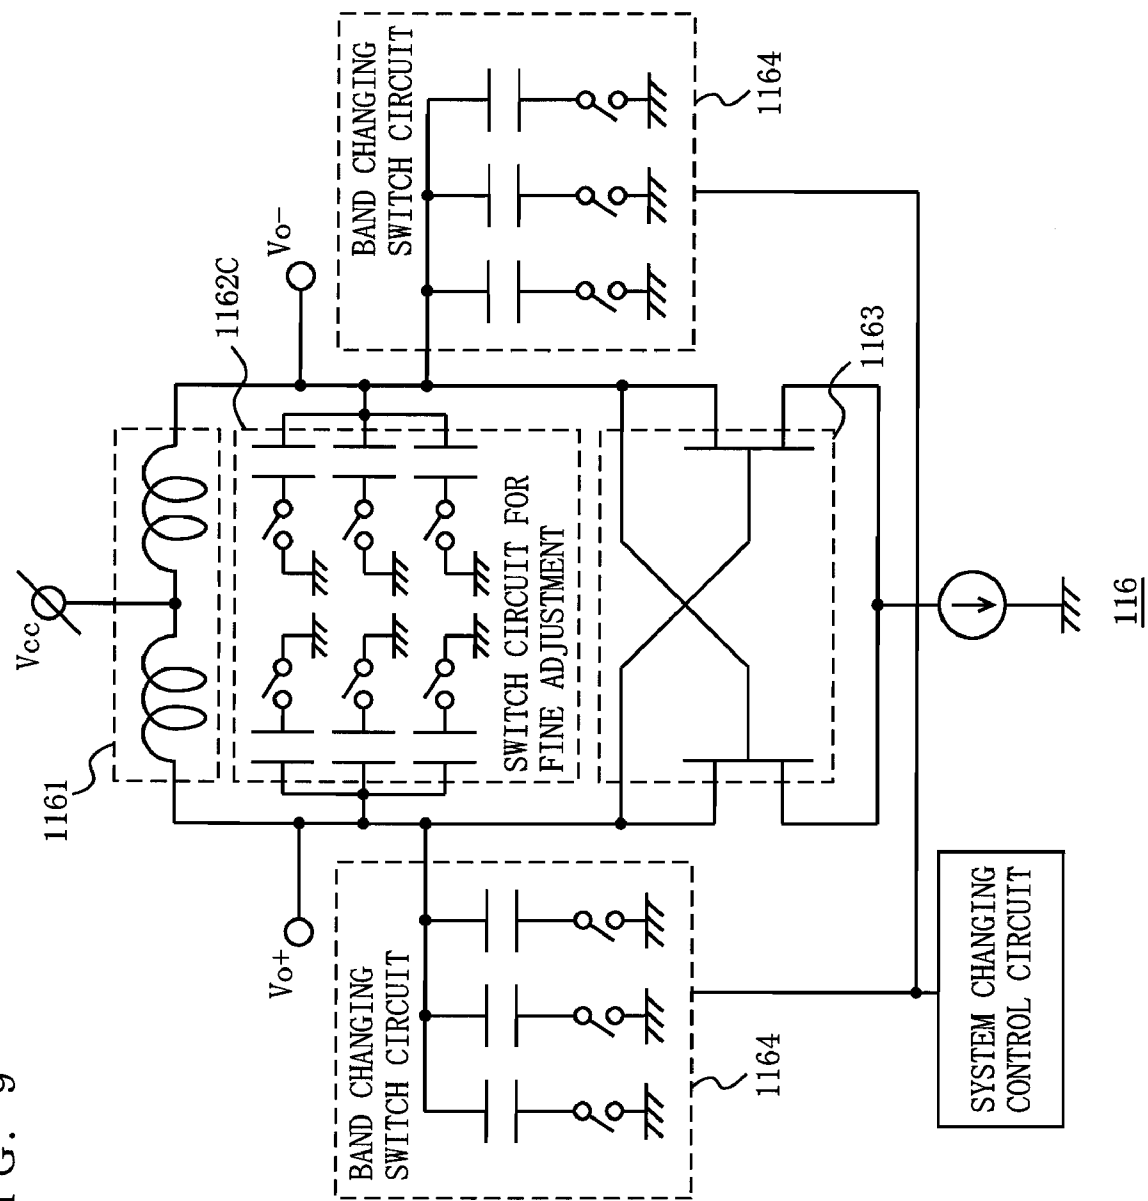 IG. 9
Vcc
1161
Vo+
Vo-
1162C
BAND CHANGING
SWITCH CIRCUIT
1164
SWITCH CIRCUIT FOR
FINE ADJUSTMENT
1163
BAND CHANGING
SWITCH CIRCUIT
1164
SYSTEM CHANGING
CONTROL CIRCUIT
116